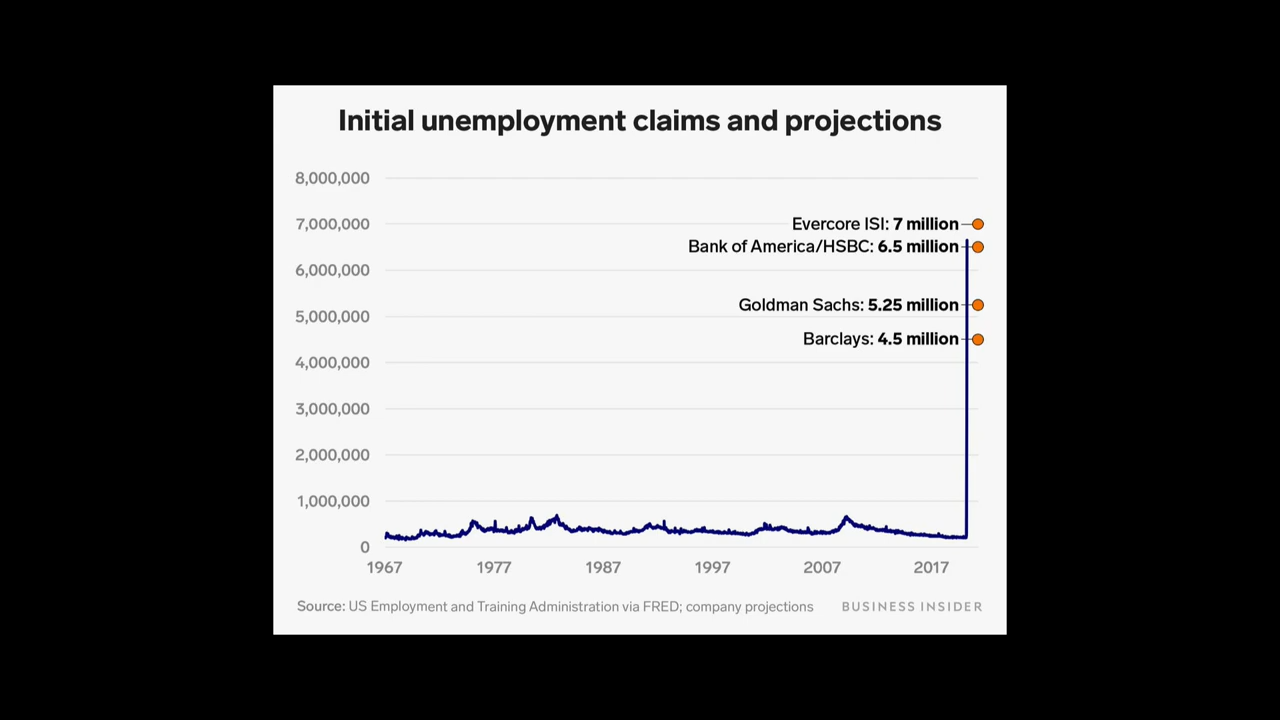 Initial unemployment claims and projections
8,000,000
7,000,000
Evercore ISI: 7 million
Bank of America/HSBC: 6.5 million
6,000,000
Goldman Sachs: 5.25 million
5,000,000
Barclays: 4.5 million
4,000,000
3,000,000
2,000,000
1,000,000
0
1967 1977 1987 1997 2007 2017
Source: US Employment and Training Administration via FRED; company projections BUSINESS INSIDER